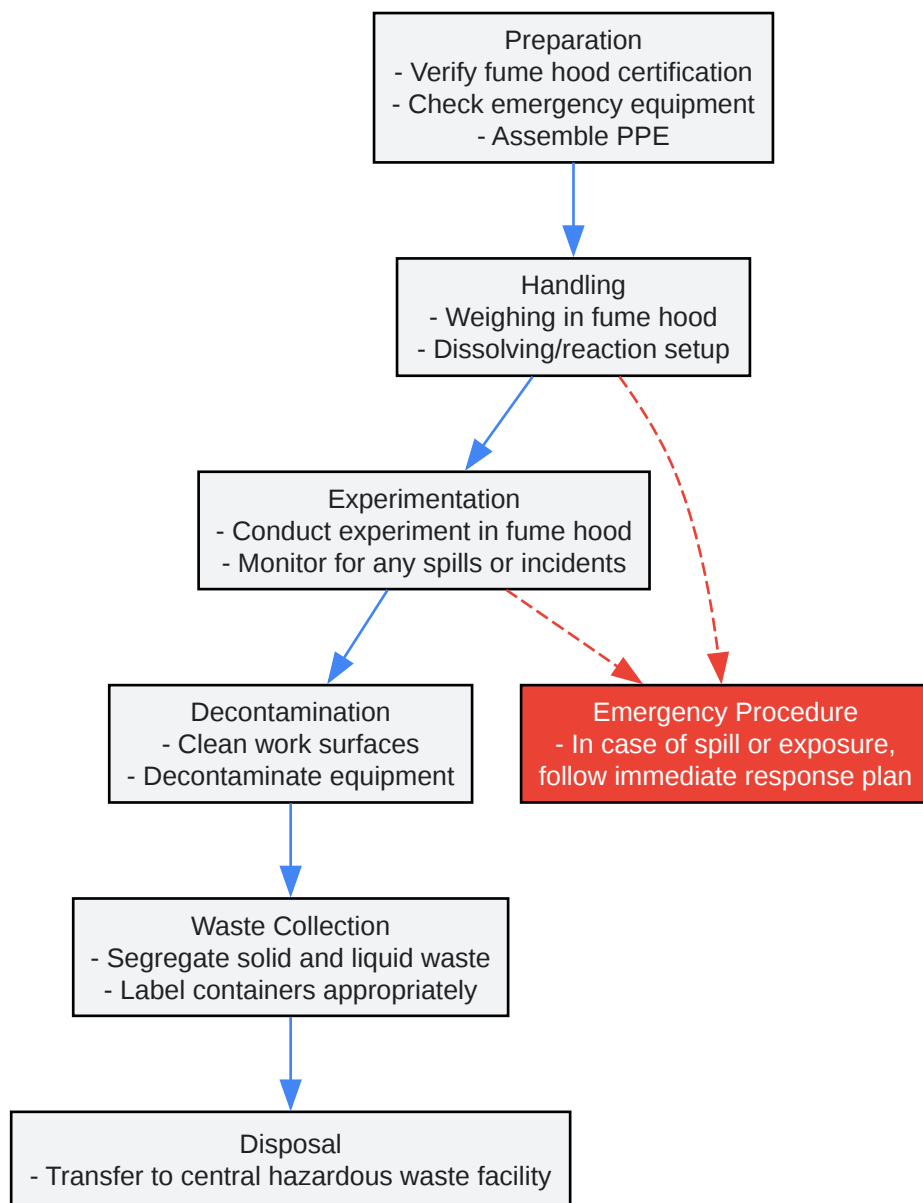 Preparation
- Verify fume hood certification
- Check emergency equipment
- Assemble PPE
Handling
- Weighing in fume hood
- Dissolving/reaction setup
Experimentation
- Conduct experiment in fume hood
- Monitor for any spills or incidents
Decontamination
- Clean work surfaces
- Decontaminate equipment
Emergency Procedure
- In case of spill or exposure,
follow immediate response plan
Waste Collection
- Segregate solid and liquid waste
- Label containers appropriately
Disposal
- Transfer to central hazardous waste facility